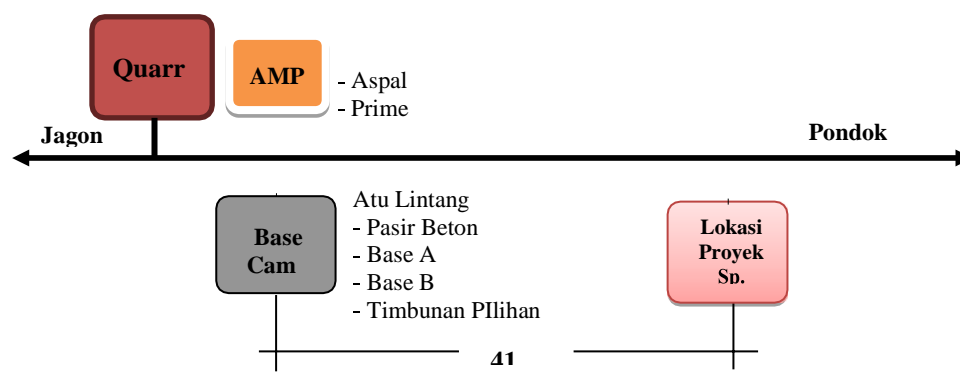 Quarr
AMP
- Aspal
- Prime
Jagon
Pondok
Base
Cam
Atu Lintang
- Pasir Beton
- Base A
- Base B
- Timbunan PIlihan
Lokasi
Proyek
Sp.
41